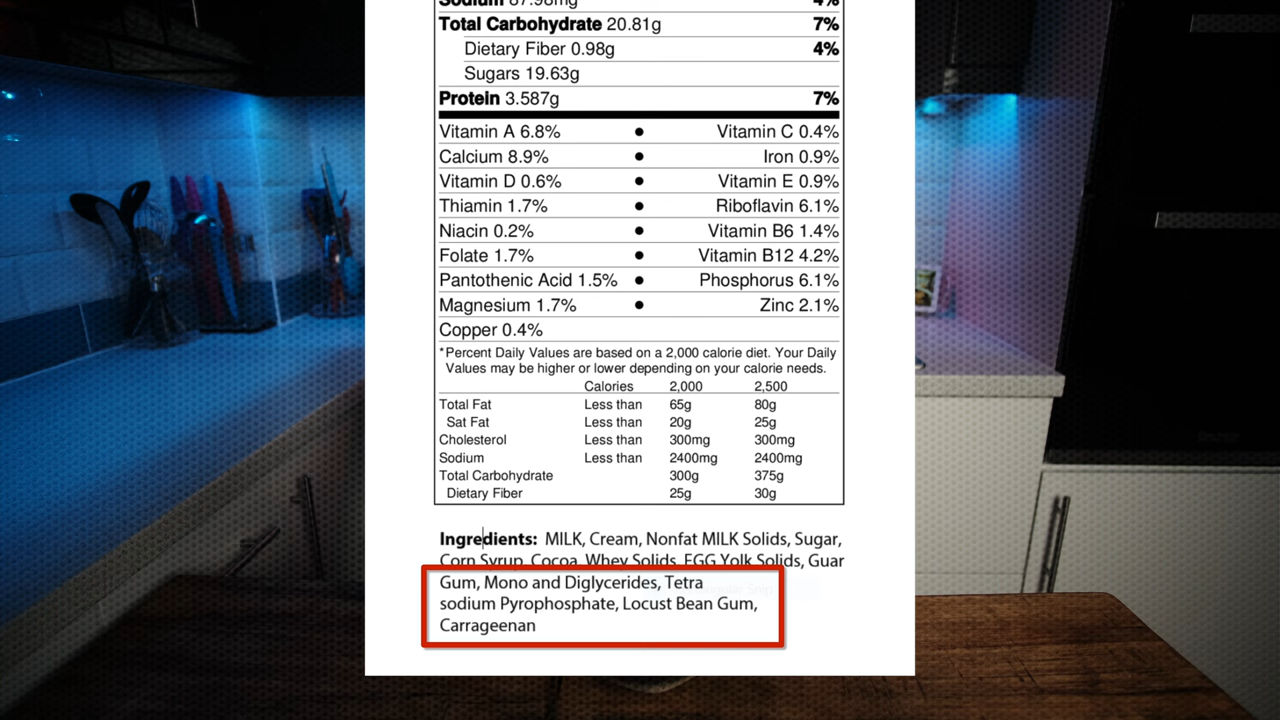 Sodium 87.98mg 4%
Total Carbohydrate 20.81g 7%
Dietary Fiber 0.98g 4%
Sugars 19.63g
Protein 3.587g 7%
Vitamin A 6.8% • Vitamin C 0.4%
Calcium 8.9% • Iron 0.9%
Vitamin D 0.6% • Vitamin E 0.9%
Thiamin 1.7% • Riboflavin 6.1%
Niacin 0.2% • Vitamin B6 1.4%
Folate 1.7% • Vitamin B12 4.2%
Pantothenic Acid 1.5% • Phosphorus 6.1%
Magnesium 1.7% • Zinc 2.1%
Copper 0.4%
*Percent Daily Values are based on a 2,000 calorie diet. Your Daily
Values may be higher or lower depending on your calorie needs.
Calories 2,000 2,500
Total Fat Less than 65g 80g
Sat Fat Less than 20g 25g
Cholesterol Less than 300mg 300mg
Sodium Less than 2400mg 2400mg
Total Carbohydrate 300g 375g
Dietary Fiber 25g 30g
Ingredients: MILK, Cream, Nonfat MILK Solids, Sugar,
Corn Syrup, Cocoa, Whey Solids, EGG Yolk Solids, Guar
Gum, Mono and Diglycerides, Tetra
sodium Pyrophosphate, Locust Bean Gum,
Carrageenan